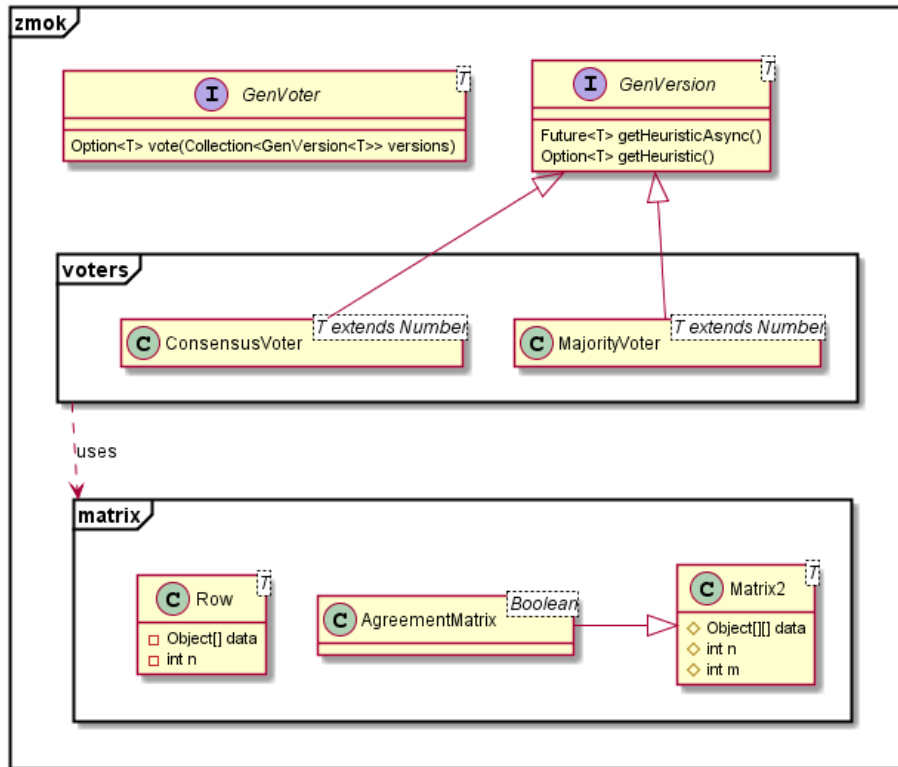 zmok
I GenVoter T
Option<T> vote(Collection<GenVersion<T>> versions)
I GenVersion T
Future<T> getHeuristicAsync()
Option<T> getHeuristic()
voters
C ConsensusVoter T extends Number
C MajorityVoter T extends Number
uses
matrix
C Row T
Object[] data
int n
C AgreementMatrix Boolean
C Matrix2 T
Object[][] data
int n
int m